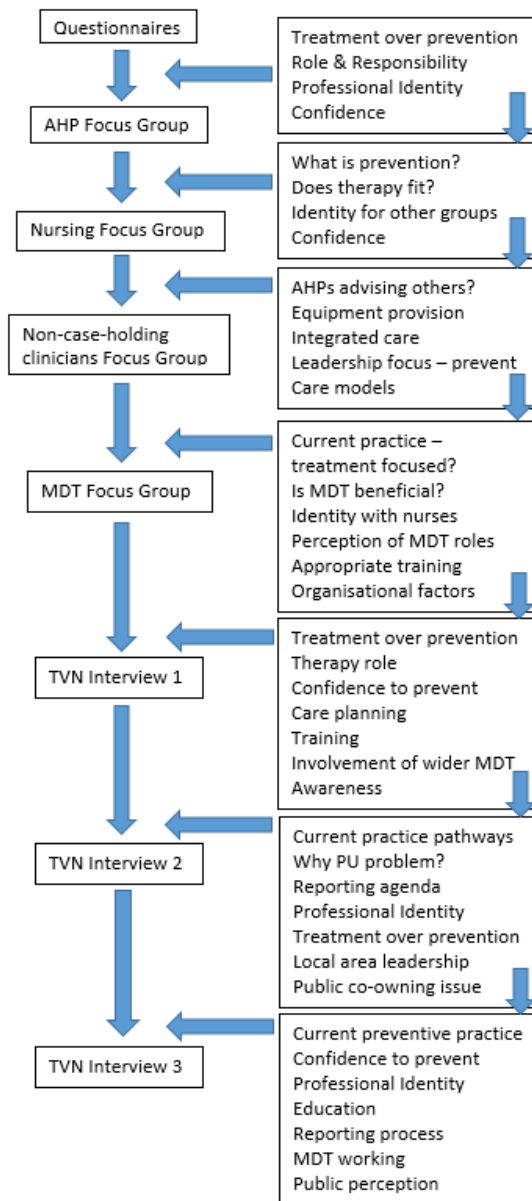 Questionnaires
Treatment over prevention
Role & Responsibility
Professional Identity
Confidence
AHP Focus Group
What is prevention?
Does therapy fit?
Identity for other groups
Confidence
Nursing Focus Group
AHPs advising others?
Equipment provision
Integrated care
Leadership focus – prevent
Care models
Non-case-holding
clinicians Focus Group
Current practice –
treatment focused?
Is MDT beneficial?
Identity with nurses
Perception of MDT roles
Appropriate training
Organisational factors
MDT Focus Group
Treatment over prevention
Therapy role
Confidence to prevent
Care planning
Training
Involvement of wider MDT
Awareness
TVN Interview 1
Current practice pathways
Why PU problem?
Reporting agenda
Professional Identity
Treatment over prevention
Local area leadership
Public co-owning issue
TVN Interview 2
Current preventive practice
Confidence to prevent
Professional Identity
Education
Reporting process
MDT working
Public perception
TVN Interview 3